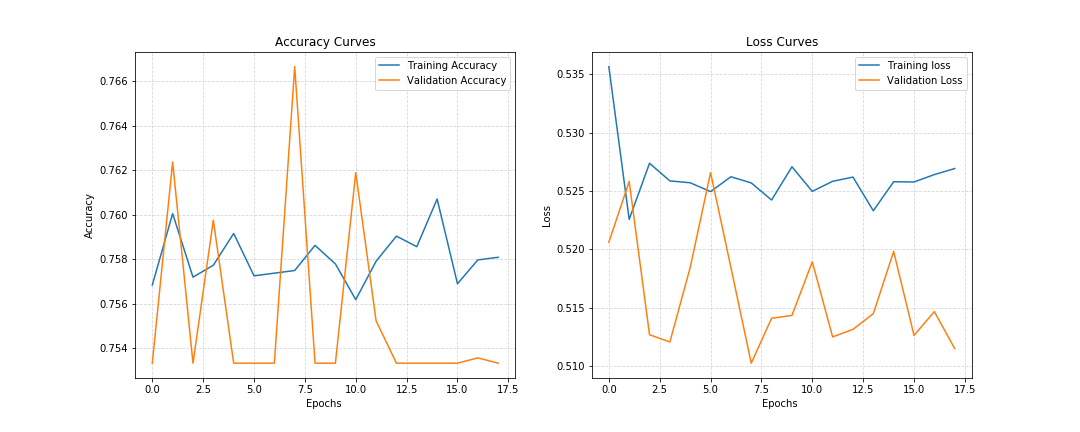 Accuracy Curves
Training Accuracy
Validation Accuracy
0.766
0.764
0.762
0.760
0.758
0.756
0.754
Accuracy
0.0 2.5 5.0 7.5 10.0 12.5 15.0 17.5
Epochs
Loss Curves
Training loss
Validation Loss
0.535
0.530
0.525
0.520
0.515
0.510
Loss
0.0 2.5 5.0 7.5 10.0 12.5 15.0 17.5
Epochs